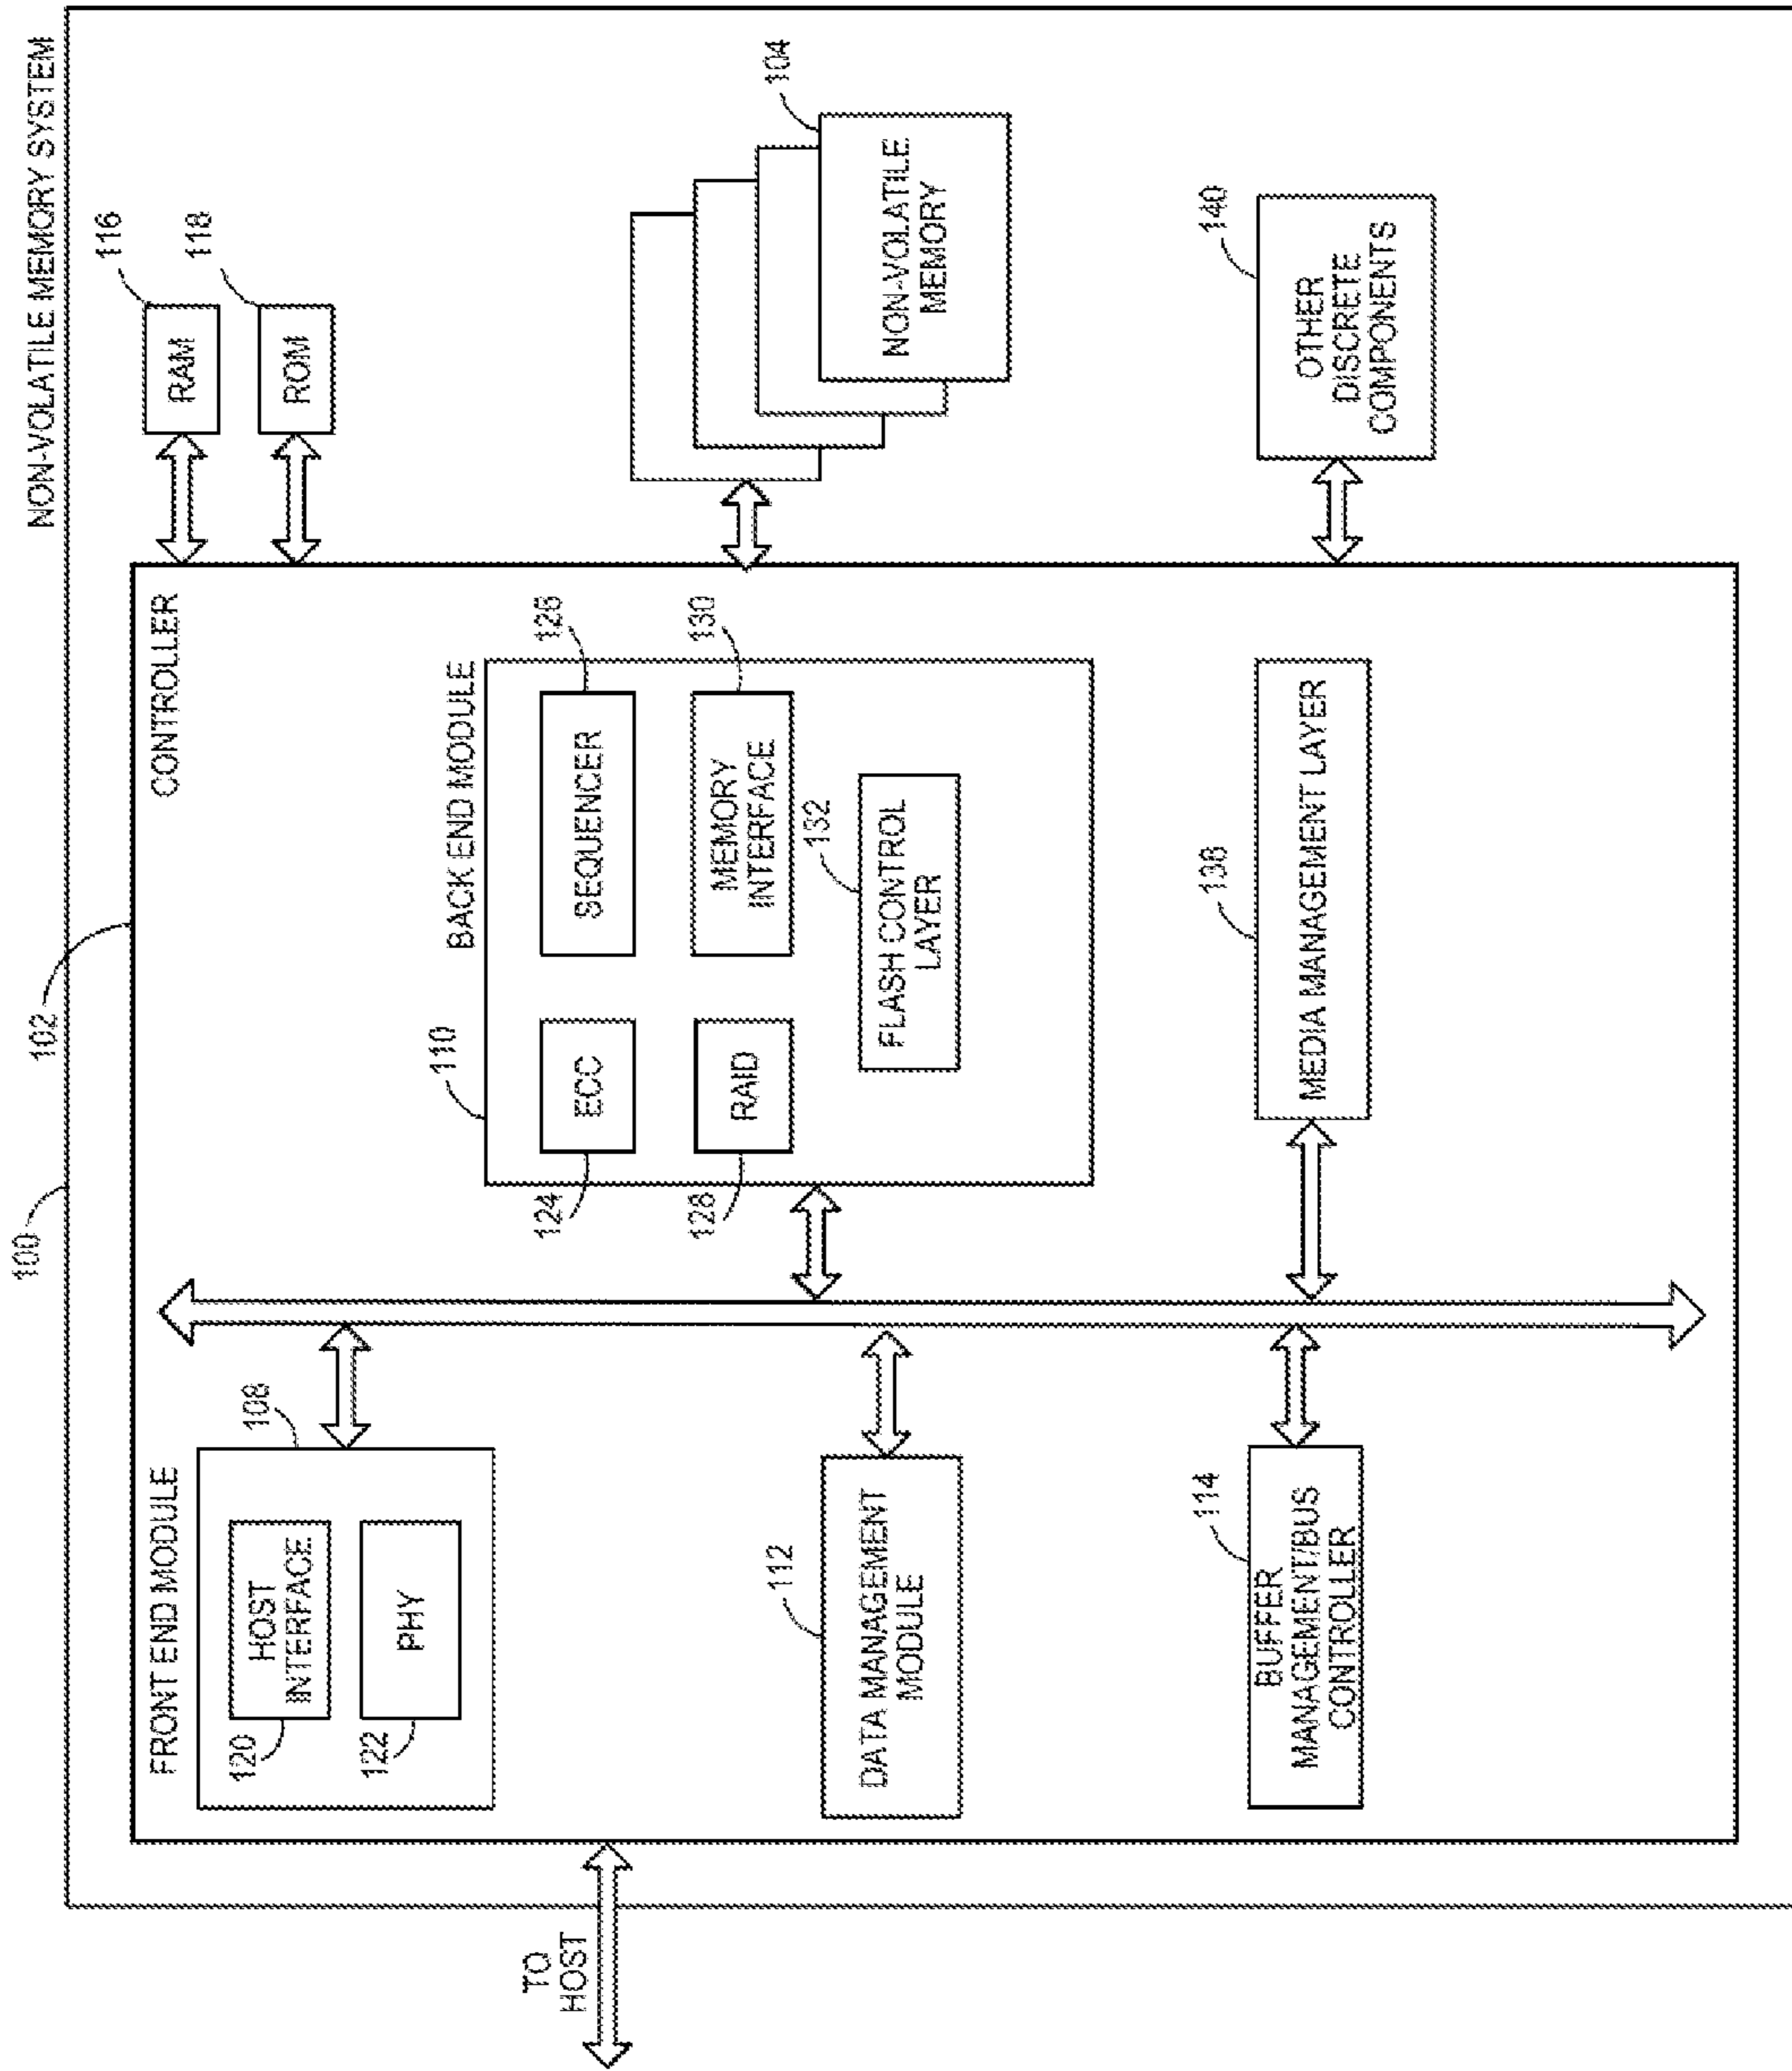 NON-VOLATILE MEMORY SYSTEM
100
102
CONTROLLER
TO
HOST
FRONT END MODULE
108
HOST
INTERFACE
120
PHY
122
BACK END MODULE
110
ECC
124
SEQUENCER
126
RAID
128
MEMORY
INTERFACE
130
FLASH CONTROL
LAYER
132
DATA MANAGEMENT
MODULE
112
BUFFER
MANAGEMENT/BUS
CONTROLLER
114
MEDIA MANAGEMENT LAYER
138
RAM
116
ROM
118
NON-VOLATILE
MEMORY
104
OTHER
DISCRETE
COMPONENTS
140